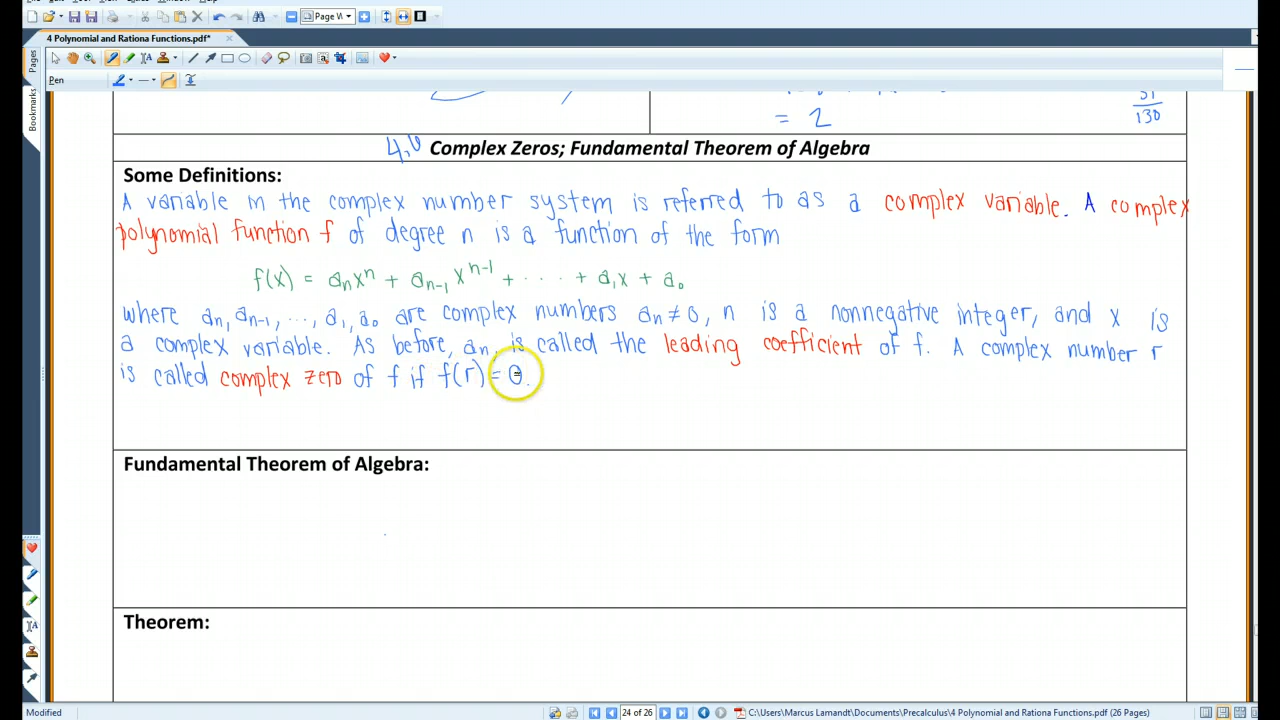 Page W
4 Polynomial and Rationa Functions.pdf*
Pages
Bookmarks
Pen
= 2
130
4.6 Complex Zeros; Fundamental Theorem of Algebra
Some Definitions:
A variable in the complex number system is referred to as a complex variable. A complex
polynomial function f of degree n is a function of the form
f(x) = aₙxⁿ + aₙ₋₁xⁿ⁻¹ + · · · + a₁x + a₀
where aₙ, aₙ₋₁, ..., a₁, a₀ are complex numbers aₙ ≠ 0, n is a nonnegative integer, and x is
a complex variable. As before, aₙ, is called the leading coefficient of f. A complex number r
is called complex zero of f if f(r) = 0.
Fundamental Theorem of Algebra:
Theorem:
Modified
24 of 26
C:\Users\Marcus Lamandt\Documents\Precalculus\4 Polynomial and Rationa Functions.pdf (26 Pages)